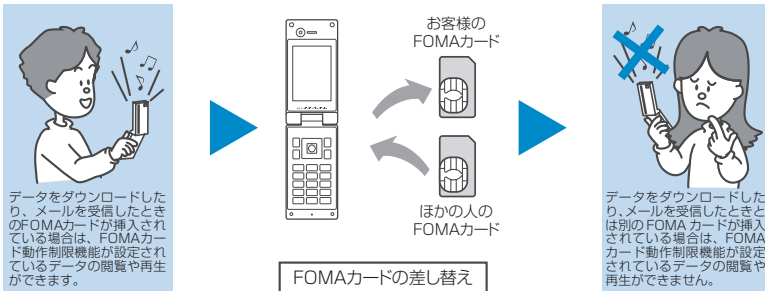 データをダウンロードした
り、メールを受信したとき
のFOMAカードが挿入され
ている場合は、FOMAカー
ド動作制限機能が設定され
ているデータの閲覧や再生
ができます。
お客様の
FOMAカード
ほかの人の
FOMAカード
FOMAカードの差し替え
データをダウンロードした
り、メールを受信したときと
は別のFOMAカードが挿入
されている場合は、FOMA
カード動作制限機能が設定
されているデータの閲覧や
再生ができません。